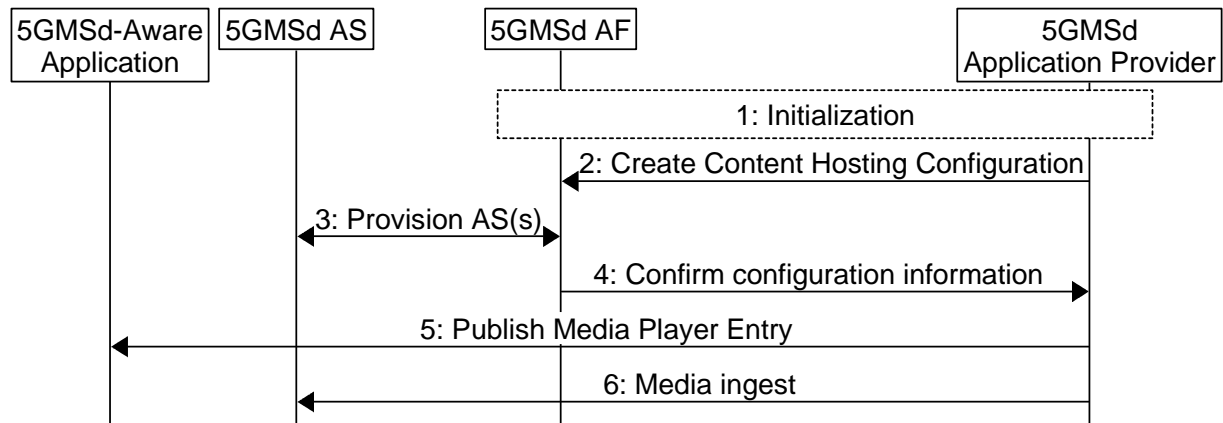 5GMSd-Aware
Application
5GMSd AS
5GMSd AF
5GMSd
Application Provider
1: Initialization
2: Create Content Hosting Configuration
3: Provision AS(s)
4: Confirm configuration information
5: Publish Media Player Entry
6: Media ingest